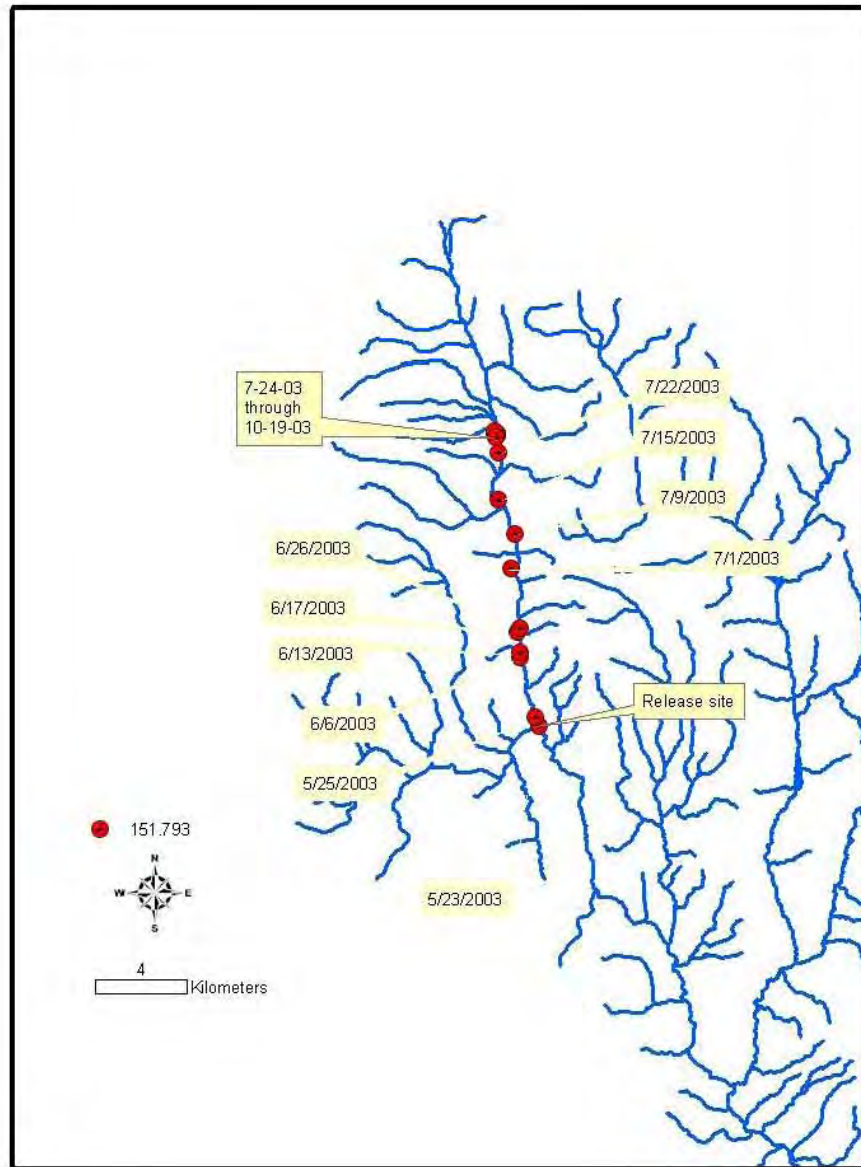 7/22/2003
7-24-03
through
10-19-03
7/15/2003
7/9/2003
6/26/2003
7/1/2003
6/17/2003
6/13/2003
Release site
6/6/2003
5/25/2003
151.793
N
W E
S
5/23/2003
4
Kilometers